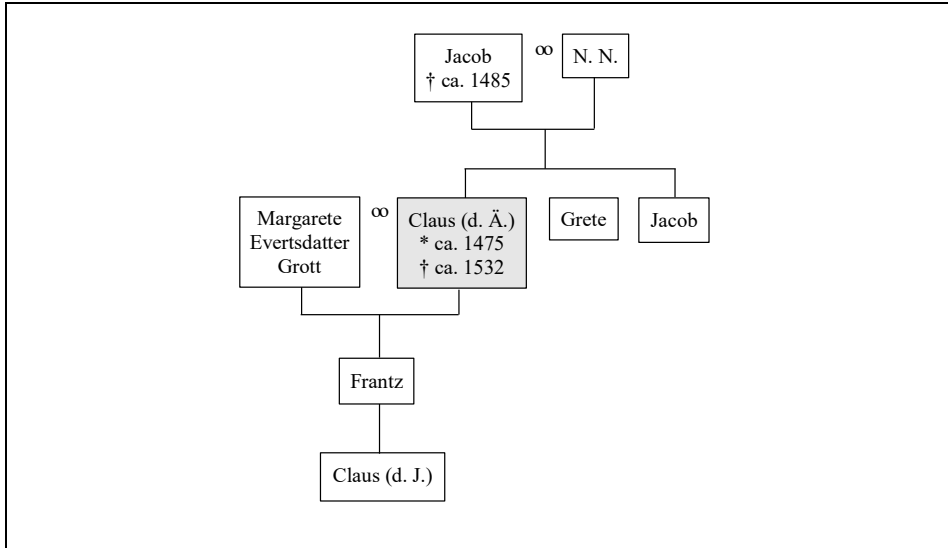 Jacob
† ca. 1485
∞
N. N.
Margarete
Evertsdatter
Grott
∞
Claus (d. Ä.)
* ca. 1475
† ca. 1532
Grete
Jacob
Frantz
Claus (d. J.)